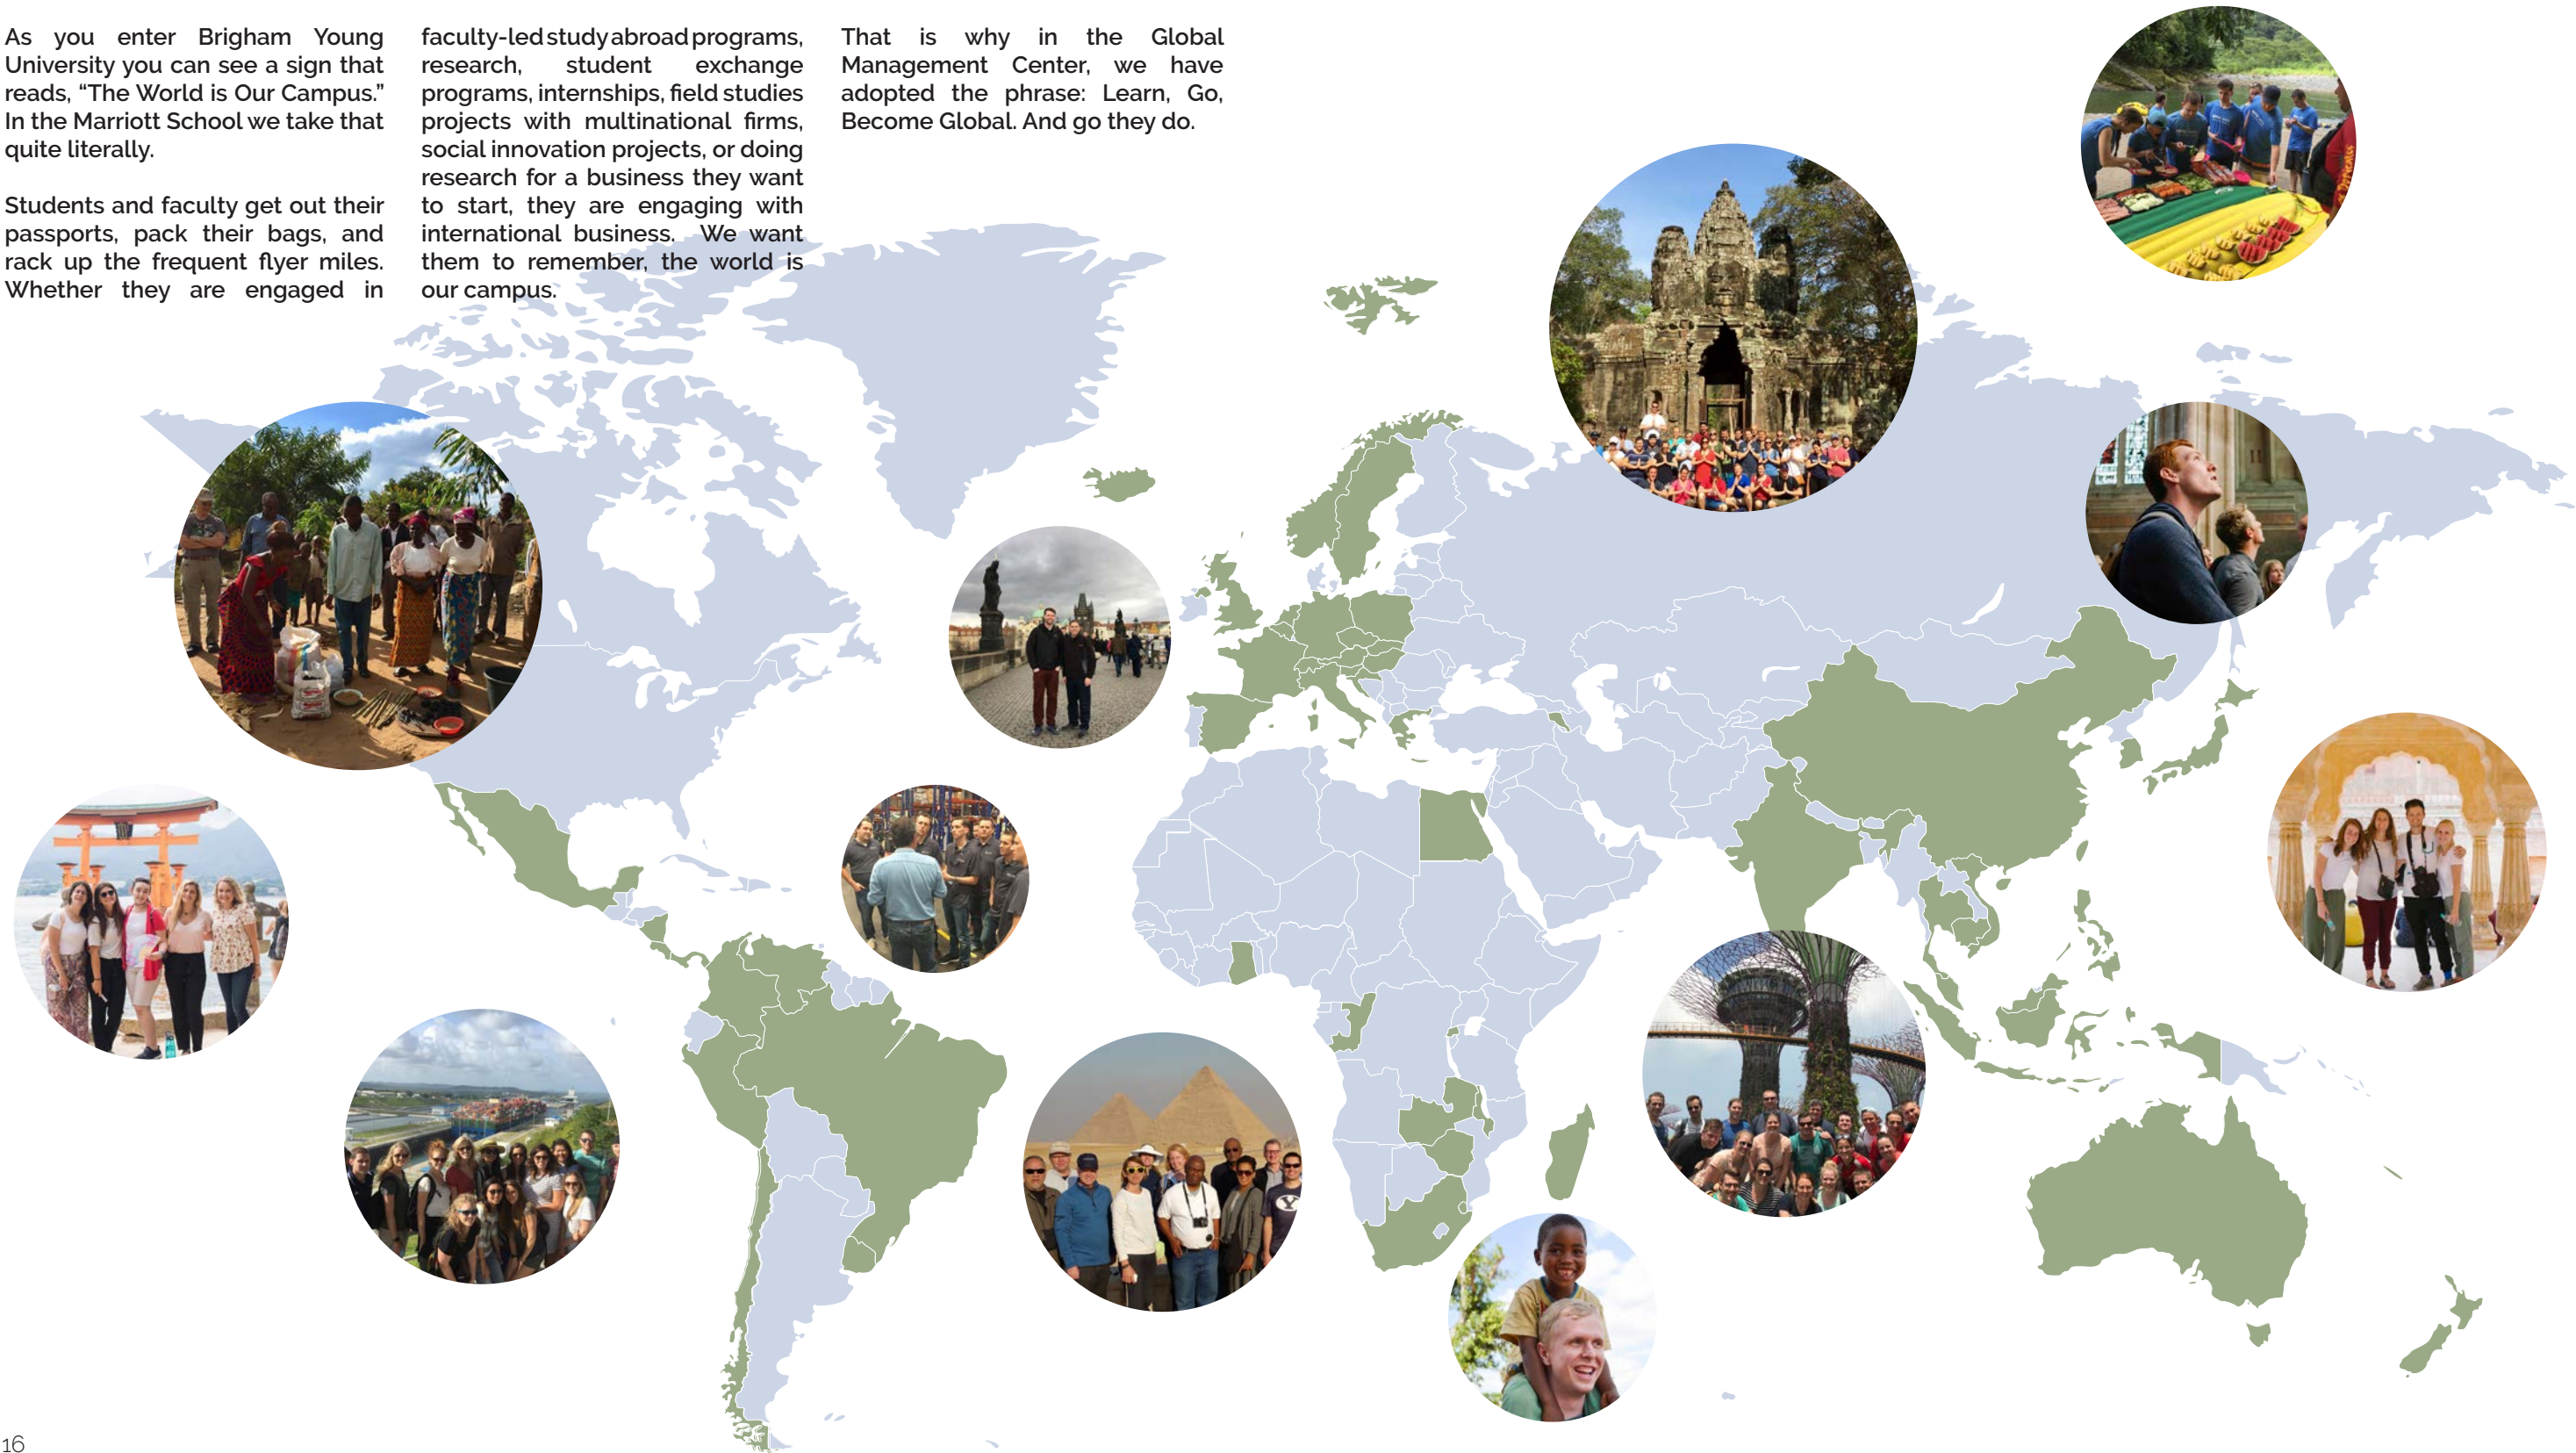 As you enter Brigham Young
University you can see a sign that
reads, “The World is Our Campus.”
In the Marriott School we take that
quite literally.
Students and faculty get out their
passports, pack their bags, and
rack up the frequent flyer miles.
Whether they are engaged in
faculty-led study abroad programs,
research, student exchange
programs, internships, field studies
projects with multinational firms,
social innovation projects, or doing
research for a business they want
to start, they are engaging with
international business. We want
them to remember, the world is
our campus.
That is why in the Global
Management Center, we have
adopted the phrase: Learn, Go,
Become Global. And go they do.
Y
16